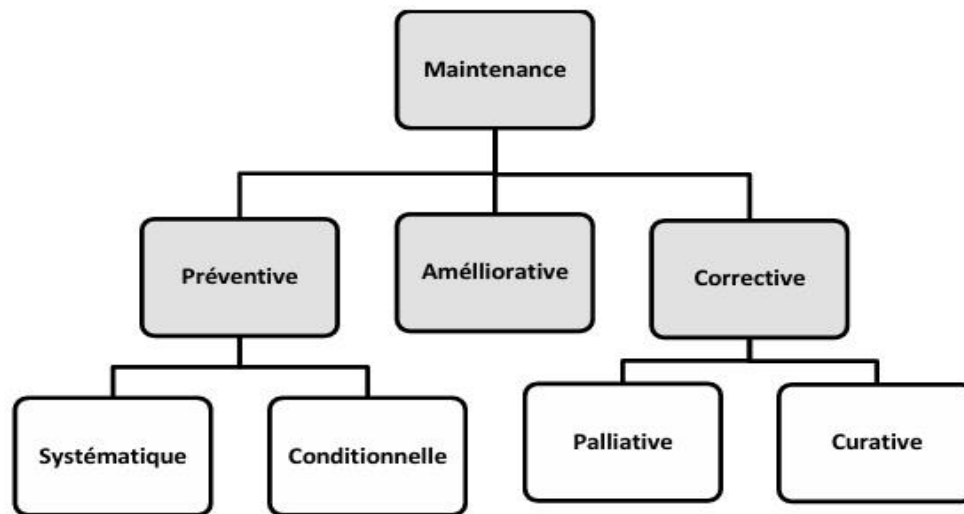 Maintenance
Préventive
Amélliorative
Corrective
Systématique
Conditionnelle
Palliative
Curative